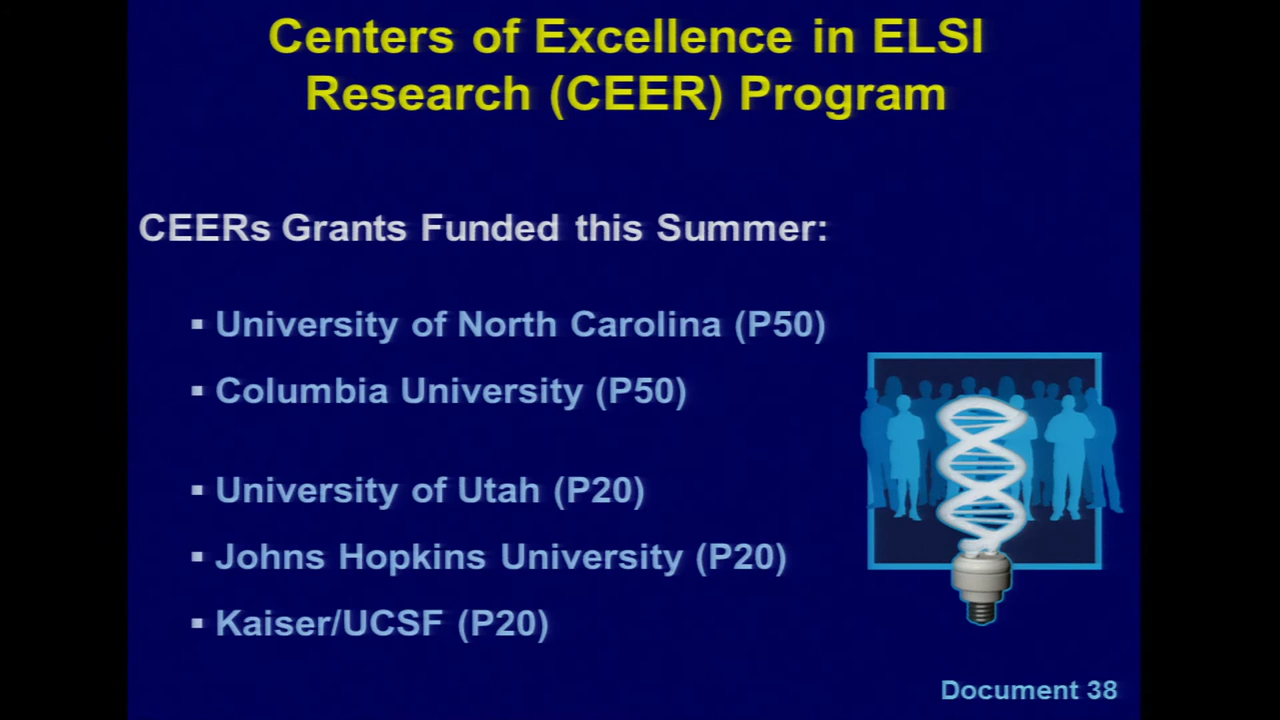 Centers of Excellence in ELSI
Research (CEER) Program
CEERs Grants Funded this Summer:
▪ University of North Carolina (P50)
▪ Columbia University (P50)
▪ University of Utah (P20)
▪ Johns Hopkins University (P20)
▪ Kaiser/UCSF (P20)
Document 38